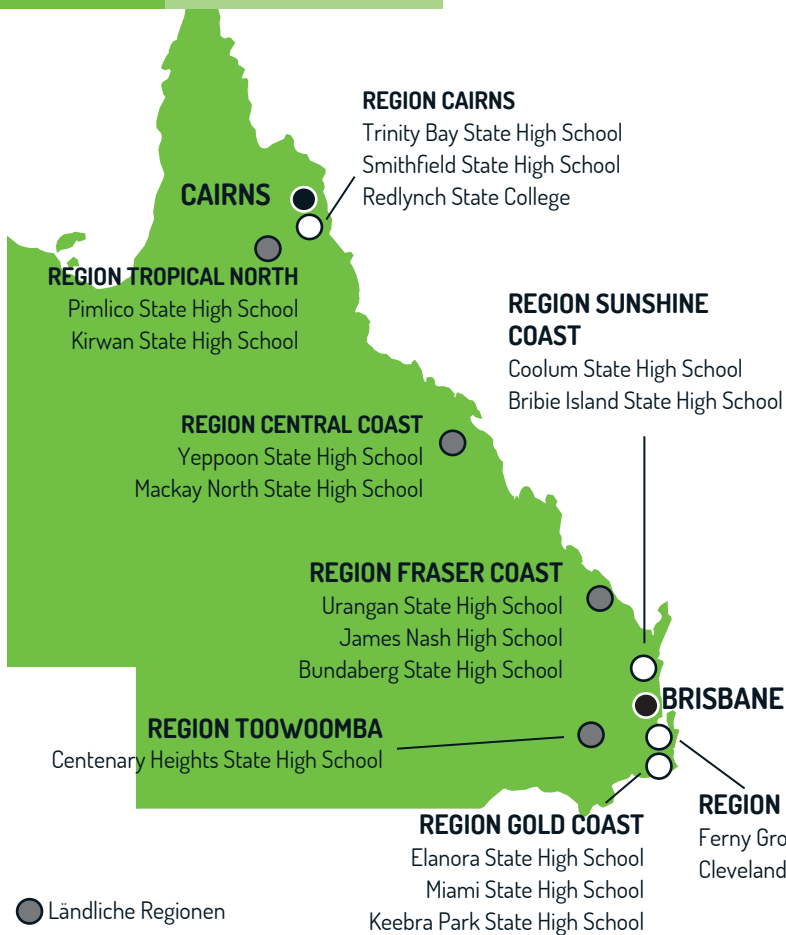 REGION CAIRNS
Trinity Bay State High School
Smithfield State High School
Redlynch State College
CAIRNS
REGION TROPICAL NORTH
Pimlico State High School
Kirwan State High School
REGION SUNSHINE
COAST
Coolum State High School
Bribie Island State High School
REGION CENTRAL COAST
Yeppoon State High School
Mackay North State High School
REGION FRASER COAST
Urangan State High School
James Nash High School
Bundaberg State High School
BRISBANE
REGION TOOWOOMBA
Centenary Heights State High School
REGION
Ferny Gro
Cleveland
REGION GOLD COAST
Elanora State High School
Miami State High School
Keebra Park State High School
Ländliche Regionen